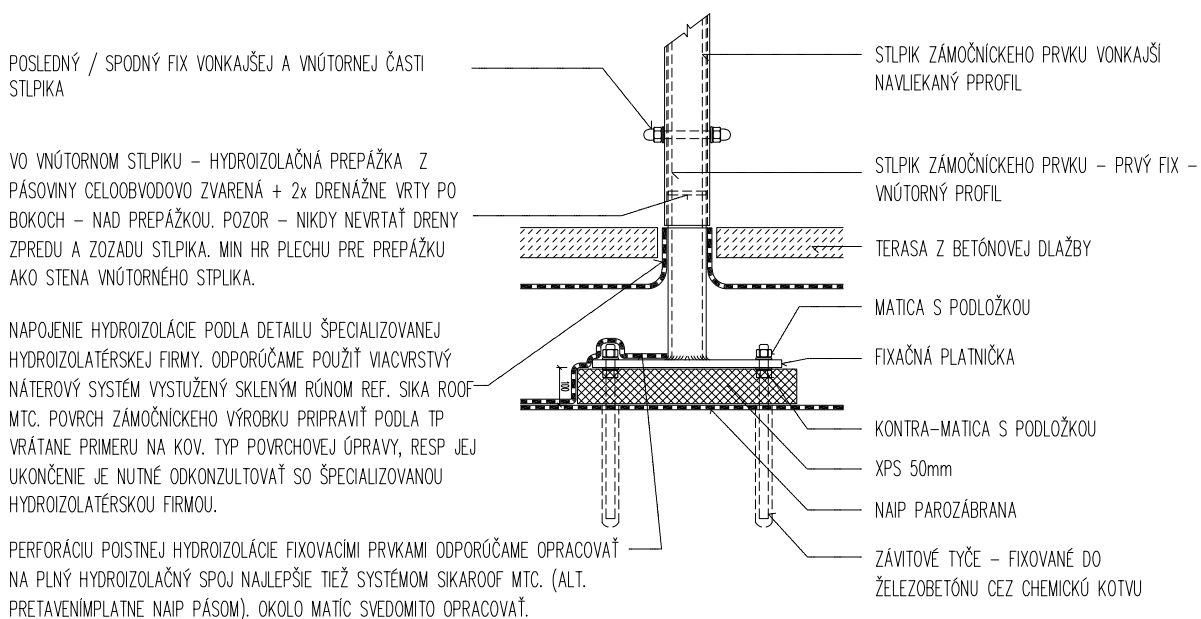 POSLEDNÝ / SPODNÝ FIX VONKAJŠEJ A VNÚTORNEJ ČASTI
STLPIKA
VO VNÚTORNOM STLPIKU – HYDROIZOLAČNÁ PREPÁŽKA Z
PÁSOVINY CELOOBVODOVO ZVARENÁ + 2x DRENÁŽNE VRTY PO
BOKOCH – NAD PREPÁŽKOU. POZOR – NIKDY NEVRTAŤ DRENY
ZPREDU A ZOZADU STLPIKA. MIN HR PLECHU PRE PREPÁŽKU
AKO STENA VNÚTORNÉHO STPLIKA.
NAPOJENIE HYDROIZOLÁCIE PODLA DETAILU ŠPECIALIZOVANEJ
HYDROIZOLATÉRSKEJ FIRMY. ODPORÚČAME POUŽIŤ VIACVRSTVÝ
NÁTEROVÝ SYSTÉM VYSTUŽENÝ SKLENÝM RÚNOM REF. SIKA ROOF
MTC. POVRCH ZÁMOČNÍCKEHO VÝROBKU PRIPRAVIŤ PODLA TP
VRÁTANE PRIMERU NA KOV. TYP POVRCHOVEJ ÚPRAVY, RESP JEJ
UKONČENIE JE NUTNÉ ODKONZULTOVAŤ SO ŠPECIALIZOVANOU
HYDROIZOLATÉRSKOU FIRMOU.
PERFORÁCIU POISTNEJ HYDROIZOLÁCIE FIXOVACÍMI PRVKAMI ODPORÚČAME OPRACOVAŤ
NA PLNÝ HYDROIZOLAČNÝ SPOJ NAJLEPŠIE TIEŽ SYSTÉMOM SIKAROOF MTC. (ALT.
PRETAVENÍMPLATNE NAIP PÁSOM). OKOLO MATÍC SVEDOMITO OPRACOVAŤ.
100
STLPIK ZÁMOČNÍCKEHO PRVKU VONKAJŠÍ
NAVLIEKANÝ PPROFIL
STLPIK ZÁMOČNÍCKEHO PRVKU – PRVÝ FIX –
VNÚTORNÝ PROFIL
TERASA Z BETÓNOVEJ DLAŽBY
MATICA S PODLOŽKOU
FIXAČNÁ PLATNIČKA
KONTRA-MATICA S PODLOŽKOU
XPS 50mm
NAIP PAROZÁBRANA
ZÁVITOVÉ TYČE – FIXOVANÉ DO
ŽELEZOBETÓNU CEZ CHEMICKÚ KOTVU